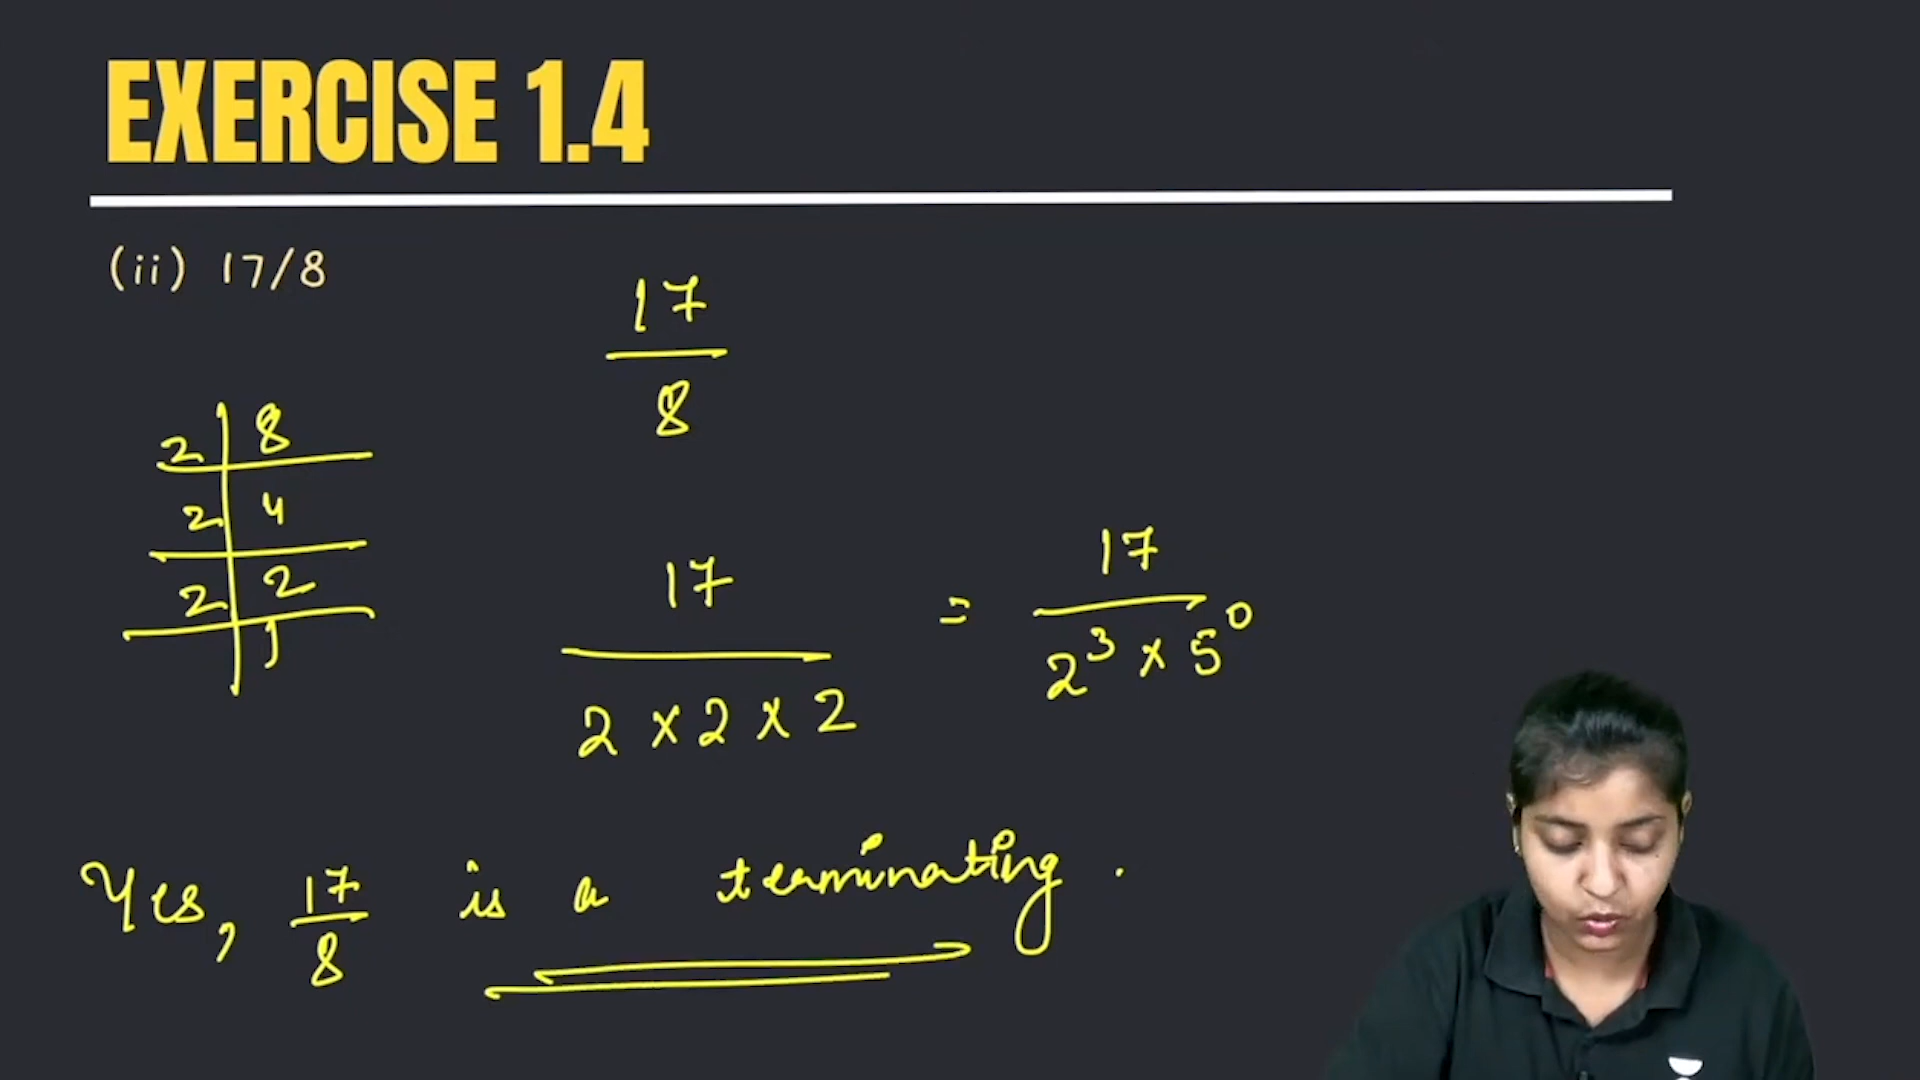 EXERCISE 1.4
(ii) 17/8
17
8
2 | 8
2 | 4
2 | 2
1
17
2 × 2 × 2
=
17
2³ × 5⁰
Yes, 17/8 is a terminating .